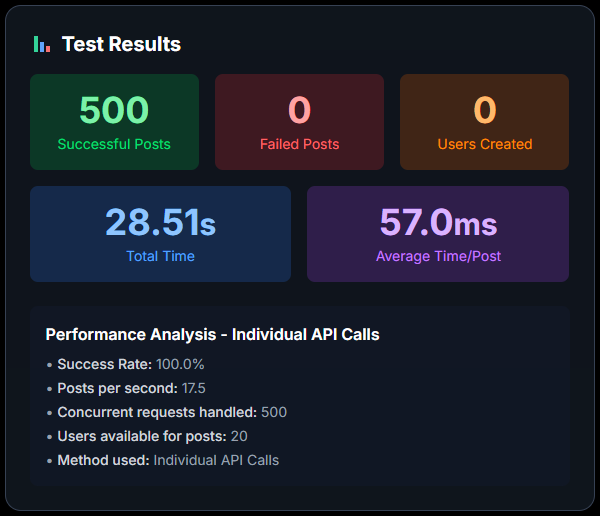 Test Results
500
Successful Posts
0
Failed Posts
0
Users Created
28.51s
Total Time
57.0ms
Average Time/Post
Performance Analysis - Individual API Calls
• Success Rate: 100.0%
• Posts per second: 17.5
• Concurrent requests handled: 500
• Users available for posts: 20
• Method used: Individual API Calls